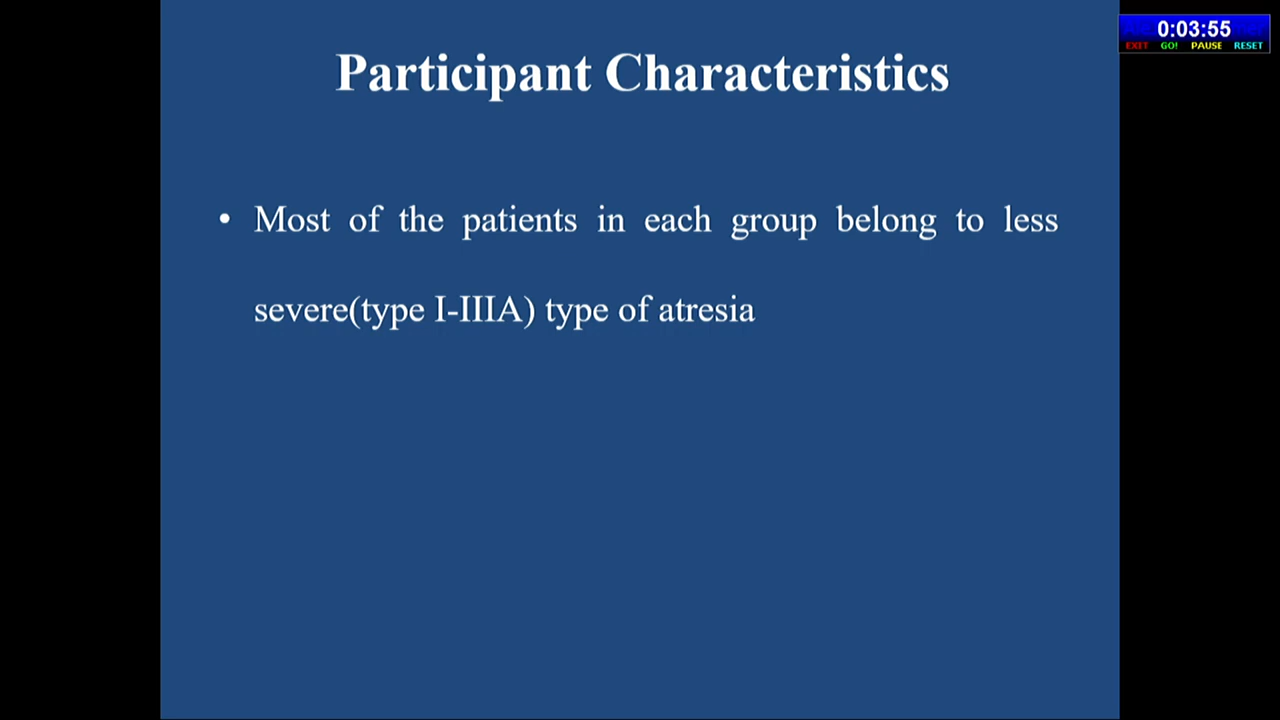 0:03:55
EXIT GO! PAUSE RESET
Participant Characteristics
• Most of the patients in each group belong to less
severe(type I-IIIA) type of atresia